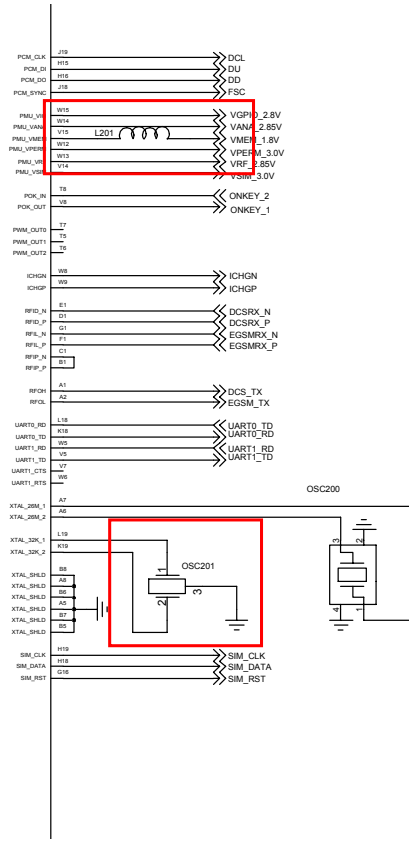 PCM_CLK J19 DCL
PCM_DI H15 DU
PCM_DO H16 DD
PCM_SYNC J18 FSC
W15 VGPIO_2.8V
PMU_VANA W14 VANA_2.85V
PMU_VMEM V15 L201 VMEM_1.8V
PMU_VPERM W12 VPERM_3.0V
W13 VRF_2.85V
PMU_VSIM V14 VSIM_3.0V
POK_IN T8 ONKEY_2
POK_OUT V8 ONKEY_1
PWM_OUT0 T7
PWM_OUT1 T5
PWM_OUT2 T6
ICHGN W8 ICHGN
ICHGP W9 ICHGP
RFID_N E1 DCSRX_N
RFID_P D1 DCSRX_P
RFIL_N G1 EGSMRX_N
RFIL_P F1 EGSMRX_P
RFIP_N C1
RFIP_P B1
RFOH A1 DCS_TX
RFOL A2 EGSM_TX
UART0_RD L18 UART0_TD
UART0_TD K18 UART0_RD
UART1_RD W5 UART1_RD
UART1_TD V5 UART1_TD
UART1_CTS V7
UART1_RTS W6
OSC200
XTAL_26M_1 A7
XTAL_26M_2 A6
XTAL_32K_1 L19
XTAL_32K_2 K19
3 2
OSC201
1
2
3
4 1
XTAL_SHLD B8
XTAL_SHLD A8
XTAL_SHLD B6
XTAL_SHLD A5
XTAL_SHLD B7
XTAL_SHLD B5
SIM_CLK H19 SIM_CLK
SIM_DATA H18 SIM_DATA
SIM_RST G16 SIM_RST